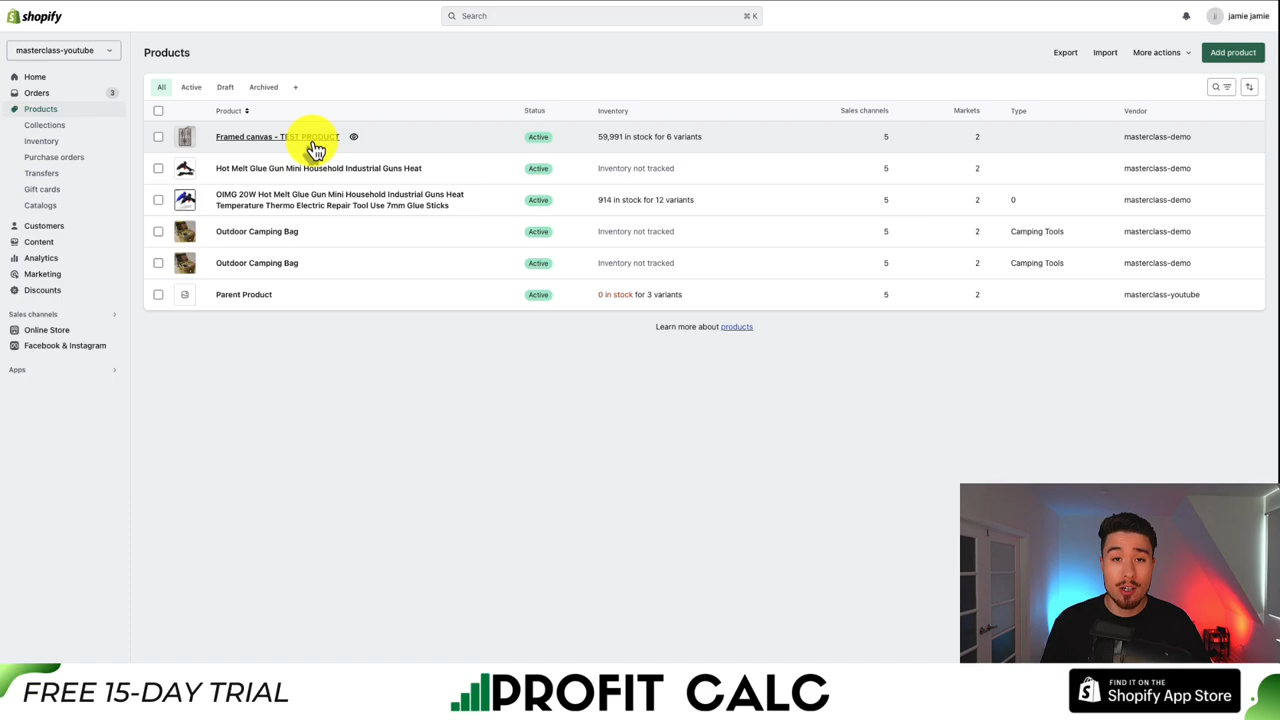 shopify
Search
⌘ K
jj
jamie jamie
masterclass-youtube
Home
Orders
3
Products
Collections
Inventory
Purchase orders
Transfers
Gift cards
Catalogs
Customers
Content
Analytics
Marketing
Discounts
Sales channels
Online Store
Facebook & Instagram
Apps
Products
Export
Import
More actions
Add product
All
Active
Draft
Archived
+
Product
Status
Inventory
Sales channels
Markets
Type
Vendor
Framed canvas - TEST PRODUCT
Active
59,991 in stock for 6 variants
5
2
masterclass-demo
Hot Melt Glue Gun Mini Household Industrial Guns Heat
Active
Inventory not tracked
5
2
masterclass-demo
OIMG 20W Hot Melt Glue Gun Mini Household Industrial Guns Heat
Temperature Thermo Electric Repair Tool Use 7mm Glue Sticks
Active
914 in stock for 12 variants
5
2
0
masterclass-demo
Outdoor Camping Bag
Active
Inventory not tracked
5
2
Camping Tools
masterclass-demo
Outdoor Camping Bag
Active
Inventory not tracked
5
2
Camping Tools
masterclass-demo
Parent Product
Active
0 in stock for 3 variants
5
2
masterclass-youtube
Learn more about products
FREE 15-DAY TRIAL
PROFIT CALC
FIND IT ON THE
Shopify App Store